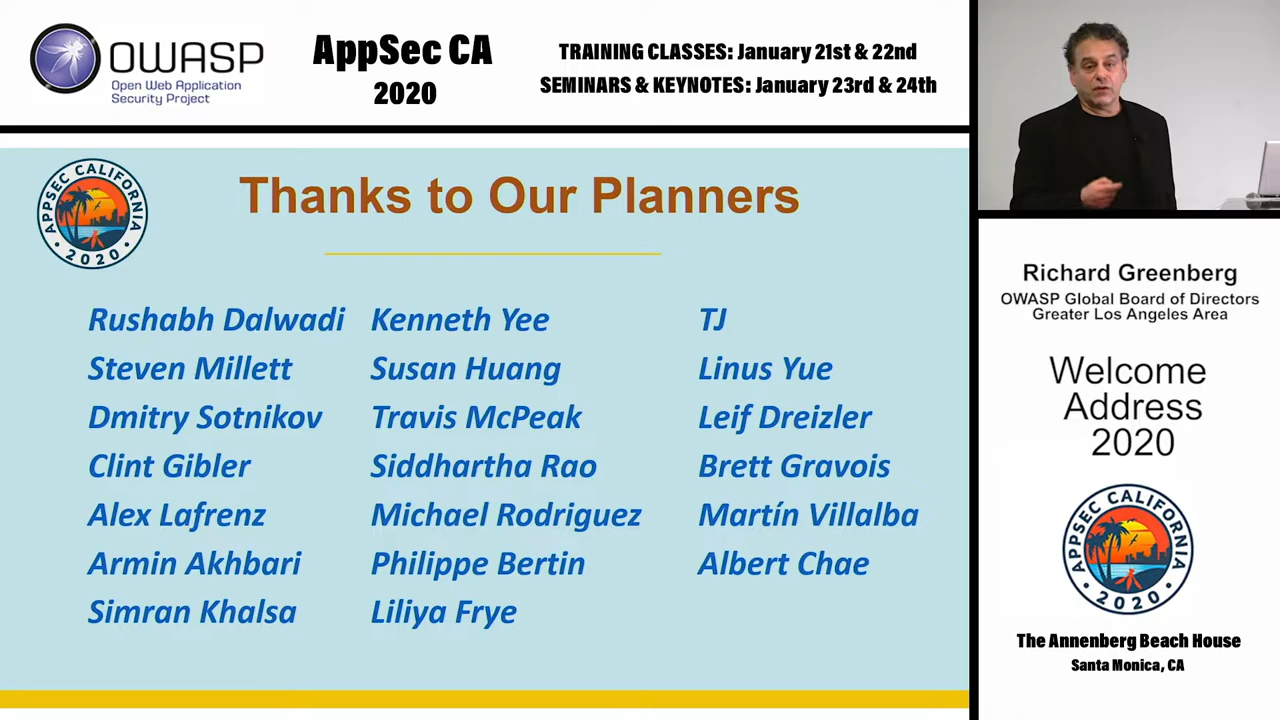 OWASP
Open Web Application
Security Project
AppSec CA
2020
TRAINING CLASSES: January 21st & 22nd
SEMINARS & KEYNOTES: January 23rd & 24th
APPSEC CALIFORNIA
• 2020 •
Thanks to Our Planners
Rushabh Dalwadi
Steven Millett
Dmitry Sotnikov
Clint Gibler
Alex Lafrenz
Armin Akhbari
Simran Khalsa
Kenneth Yee
Susan Huang
Travis McPeak
Siddhartha Rao
Michael Rodriguez
Philippe Bertin
Liliya Frye
TJ
Linus Yue
Leif Dreizler
Brett Gravois
Martín Villalba
Albert Chae
Richard Greenberg
OWASP Global Board of Directors
Greater Los Angeles Area
Welcome
Address
2020
APPSEC CALIFORNIA
• 2020 •
The Annenberg Beach House
Santa Monica, CA